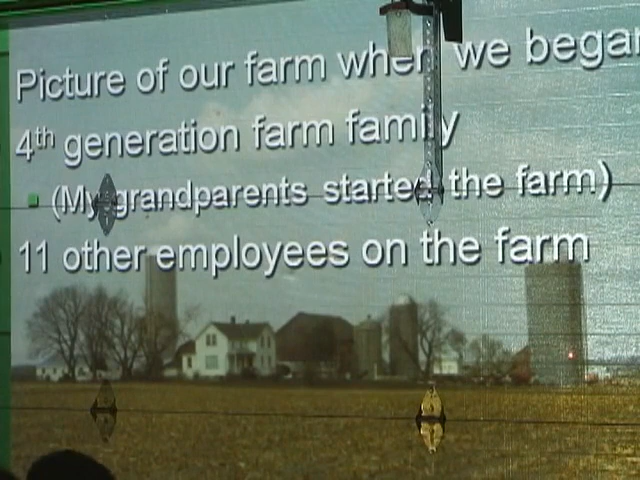 Picture of our farm when we began
4th generation farm family
(My grandparents started the farm)
11 other employees on the farm